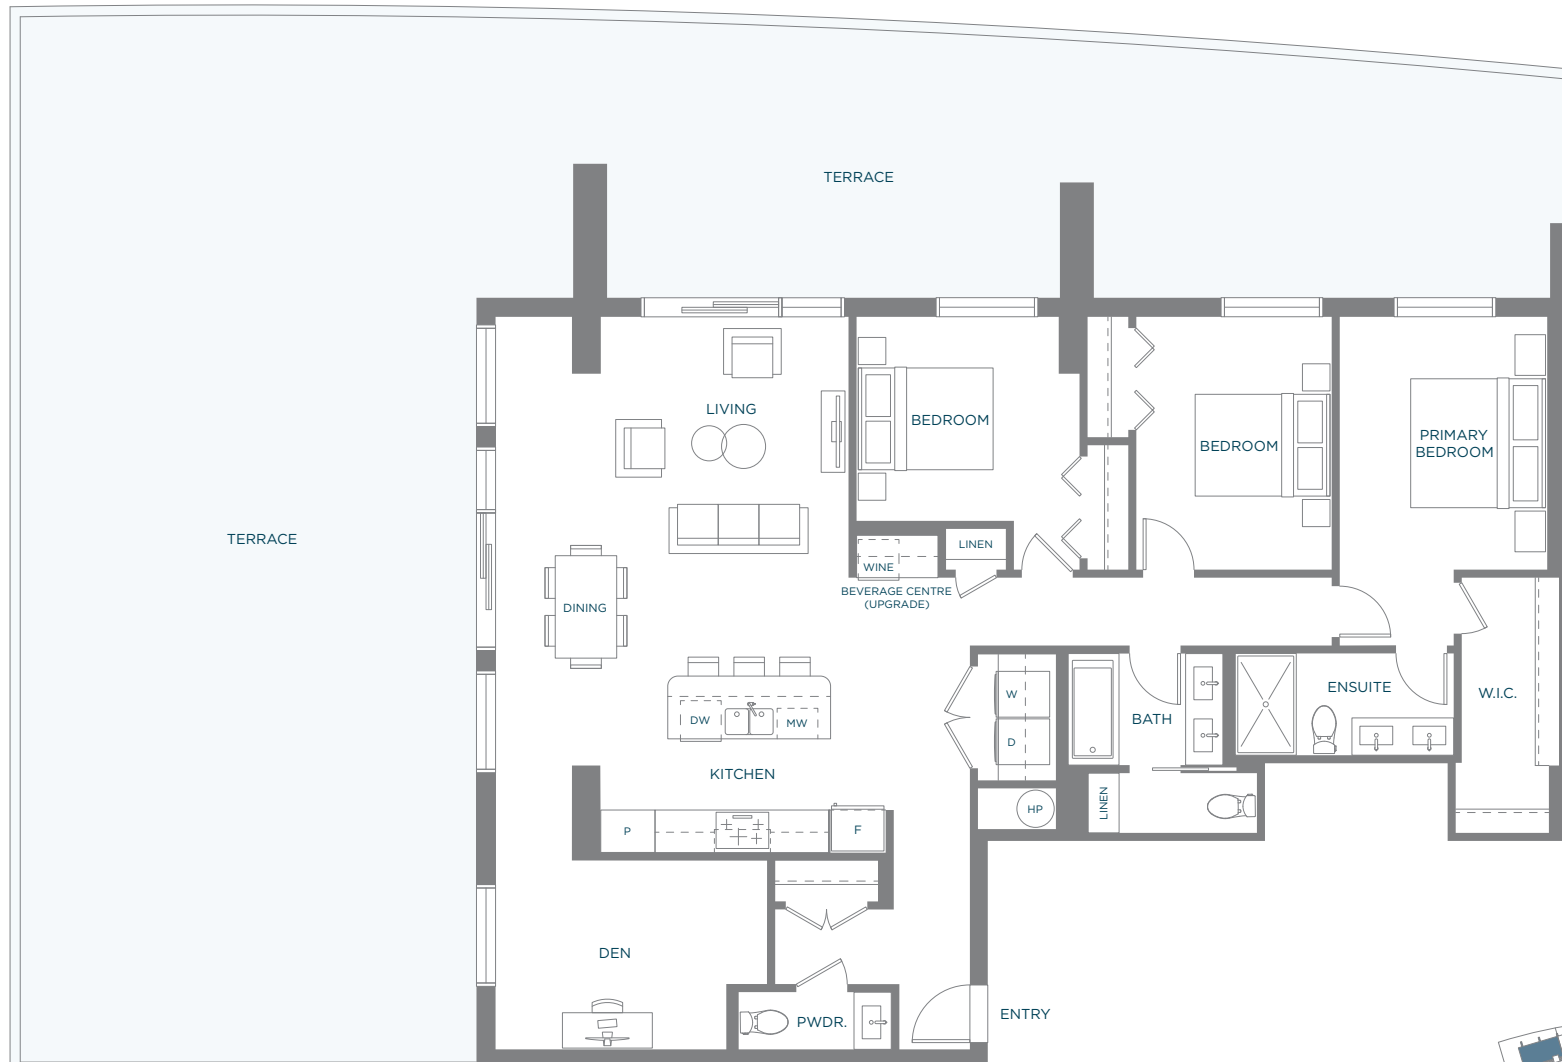 TERRACE
LIVING
BEDROOM
BEDROOM
PRIMARY
BEDROOM
TERRACE
LINEN
WINE
BEVERAGE CENTRE
(UPGRADE)
DINING
W
D
DW
MW
BATH
ENSUITE
W.I.C.
KITCHEN
P
F
HP
LINEN
DEN
PWDR.
ENTRY